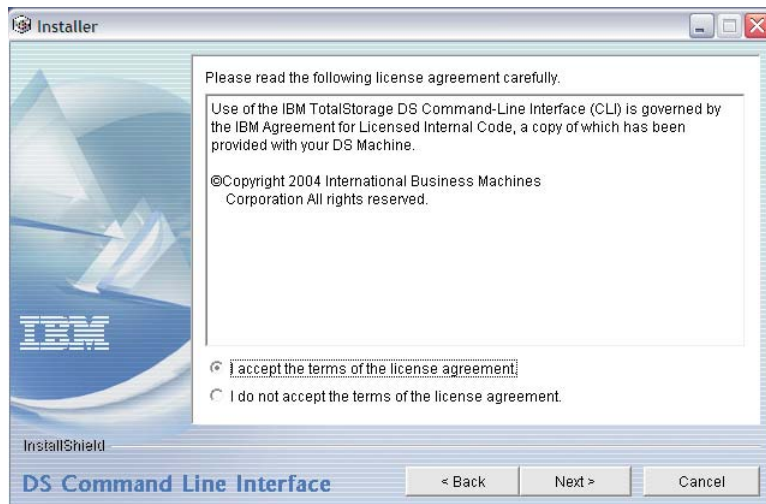 Installer
Please read the following license agreement carefully.
Use of the IBM TotalStorage DS Command-Line Interface (CLI) is governed by
the IBM Agreement for Licensed Internal Code, a copy of which has been
provided with your DS Machine.
©Copyright 2004 International Business Machines
Corporation All rights reserved.
IBM
I accept the terms of the license agreement.
I do not accept the terms of the license agreement.
InstallShield
DS Command Line Interface
< Back
Next >
Cancel